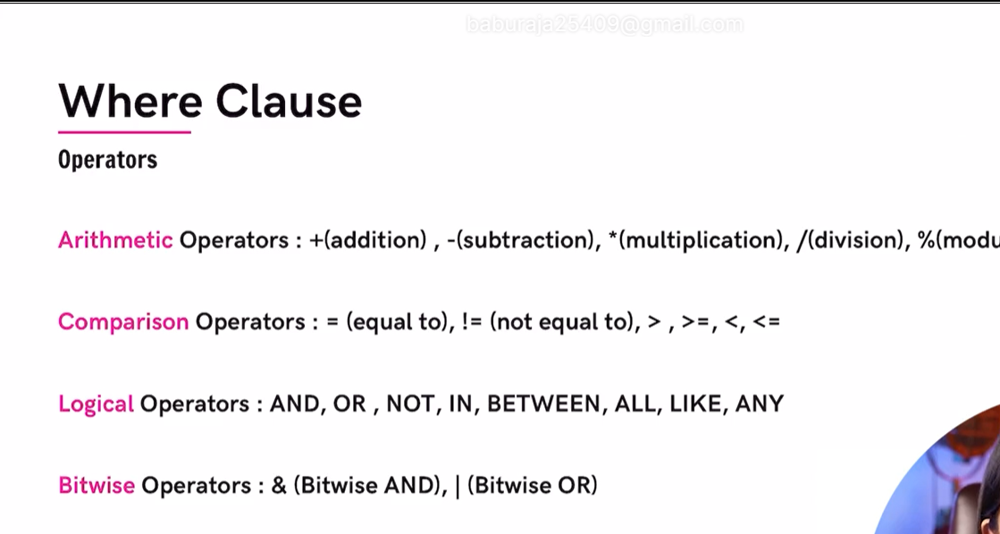 baburaja25409@gmail.com
Where Clause
Operators
Arithmetic Operators : +(addition) , -(subtraction), *(multiplication), /(division), %(modu
Comparison Operators : = (equal to), != (not equal to), > , >=, <, <=
Logical Operators : AND, OR , NOT, IN, BETWEEN, ALL, LIKE, ANY
Bitwise Operators : & (Bitwise AND), | (Bitwise OR)